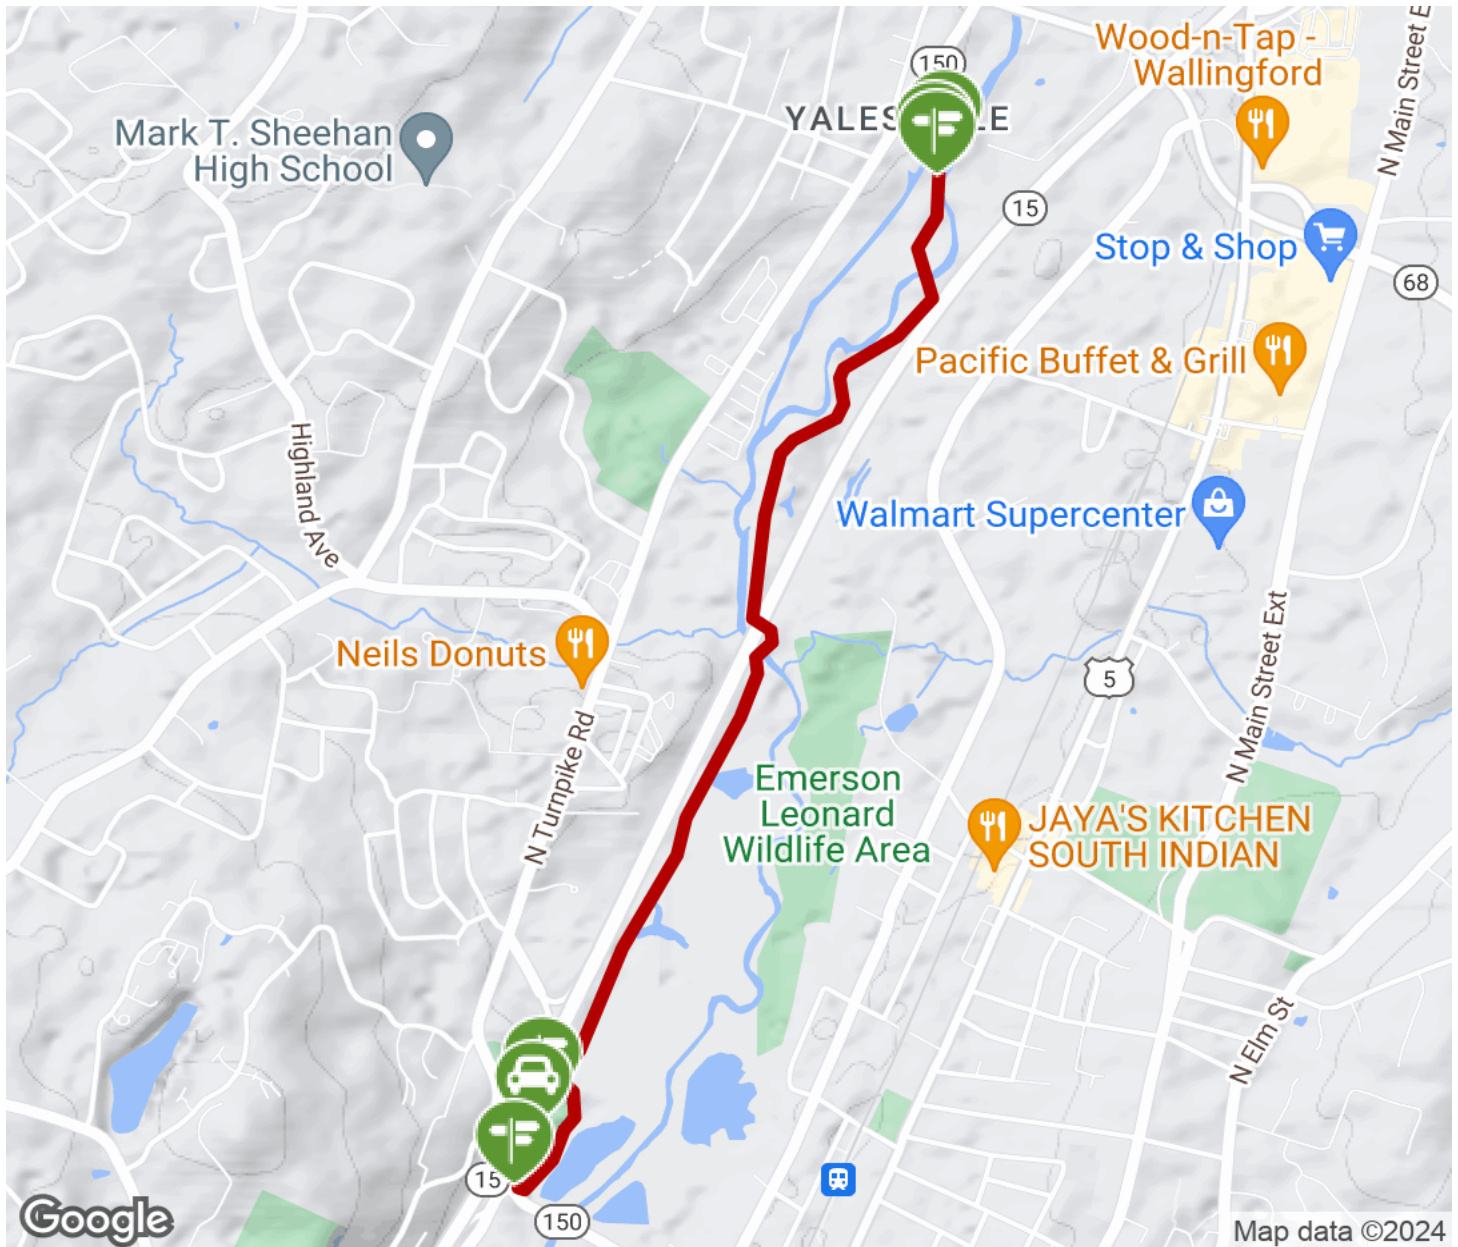 Wood-n-Tap -
Wallingford
150
YALES
LE
Mark T. Sheehan
High School
N Main Street E
15
Stop & Shop
68
Pacific Buffet & Grill
Highland Ave
Walmart Supercenter
Neils Donuts
5
N Main Street Ext
N Turnpike Rd
Emerson
Leonard
Wildlife Area
JAYA'S KITCHEN
SOUTH INDIAN
N Elm St
15
150
Google
Map data ©2024